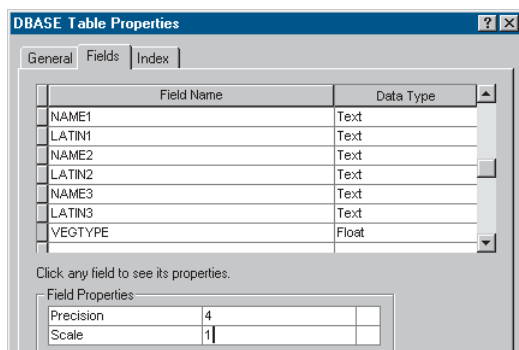 DBASE Table Properties
General Fields Index
Field Name Data Type
NAME1 Text
LATIN1 Text
NAME2 Text
LATIN2 Text
NAME3 Text
LATIN3 Text
VEGTYPE Float
Click any field to see its properties.
Field Properties
Precision 4
Scale 1